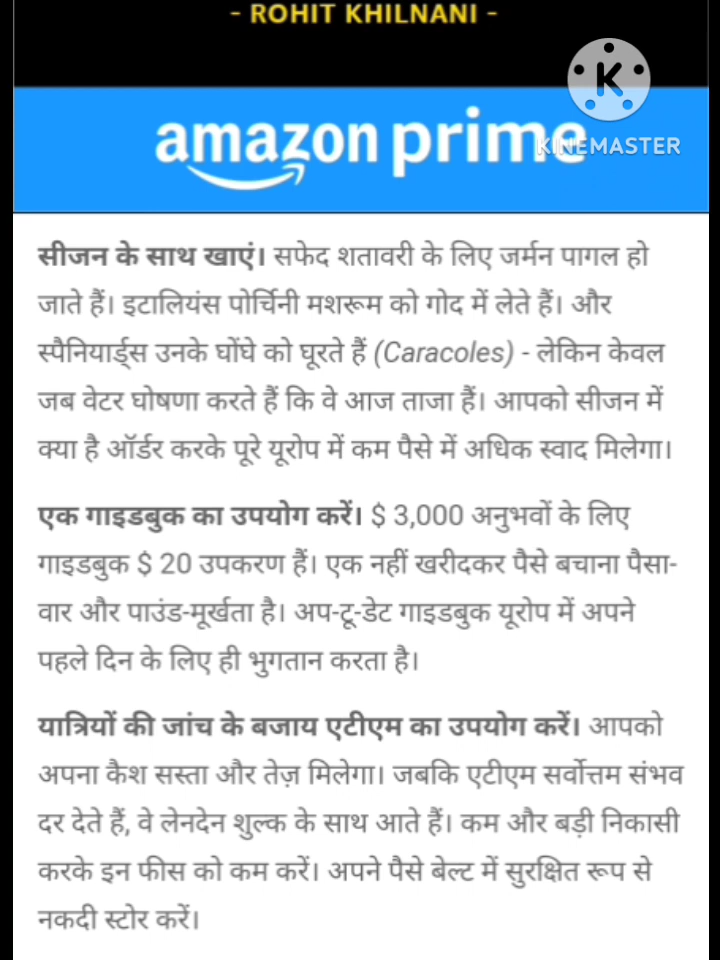 - ROHIT KHILNANI -
amazon prime
KINEMASTER
सीजन के साथ खाएं। सफेद शतावरी के लिए जर्मन पागल हो
जाते हैं। इटालियंस पोर्चिनी मशरूम को गोद में लेते हैं। और
स्पैनियार्ड्स उनके घोंघे को घूरते हैं (Caracoles) - लेकिन केवल
जब वेटर घोषणा करते हैं कि वे आज ताजा हैं। आपको सीजन में
क्या है ऑर्डर करके पूरे यूरोप में कम पैसे में अधिक स्वाद मिलेगा।
एक गाइडबुक का उपयोग करें। $ 3,000 अनुभवों के लिए
गाइडबुक $ 20 उपकरण हैं। एक नहीं खरीदकर पैसे बचाना पैसा-
वार और पाउंड-मूर्खता है। अप-टू-डेट गाइडबुक यूरोप में अपने
पहले दिन के लिए ही भुगतान करता है।
यात्रियों की जांच के बजाय एटीएम का उपयोग करें। आपको
अपना कैश सस्ता और तेज़ मिलेगा। जबकि एटीएम सर्वोत्तम संभव
दर देते हैं, वे लेनदेन शुल्क के साथ आते हैं। कम और बड़ी निकासी
करके इन फीस को कम करें। अपने पैसे बेल्ट में सुरक्षित रूप से
नकदी स्टोर करें।